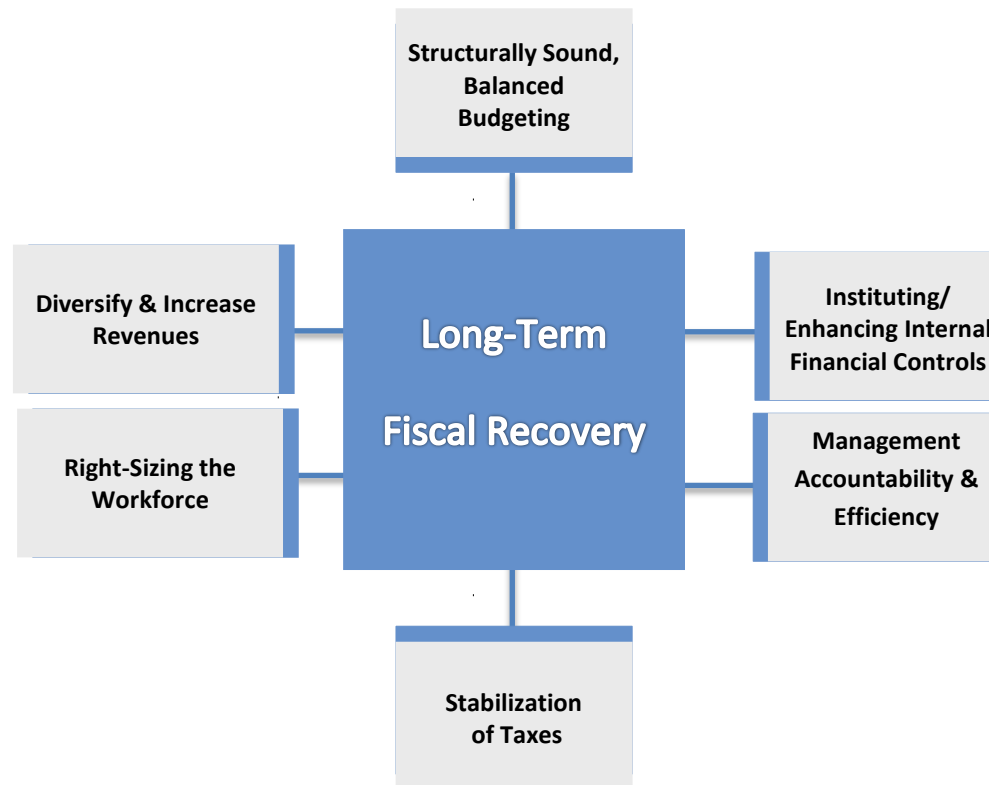 Structurally Sound,
Balanced
Budgeting
Diversify & Increase
Revenues
Long-Term
Fiscal Recovery
Instituting/
Enhancing Internal
Financial Controls
Right-Sizing the
Workforce
Management
Accountability &
Efficiency
Stabilization
of Taxes